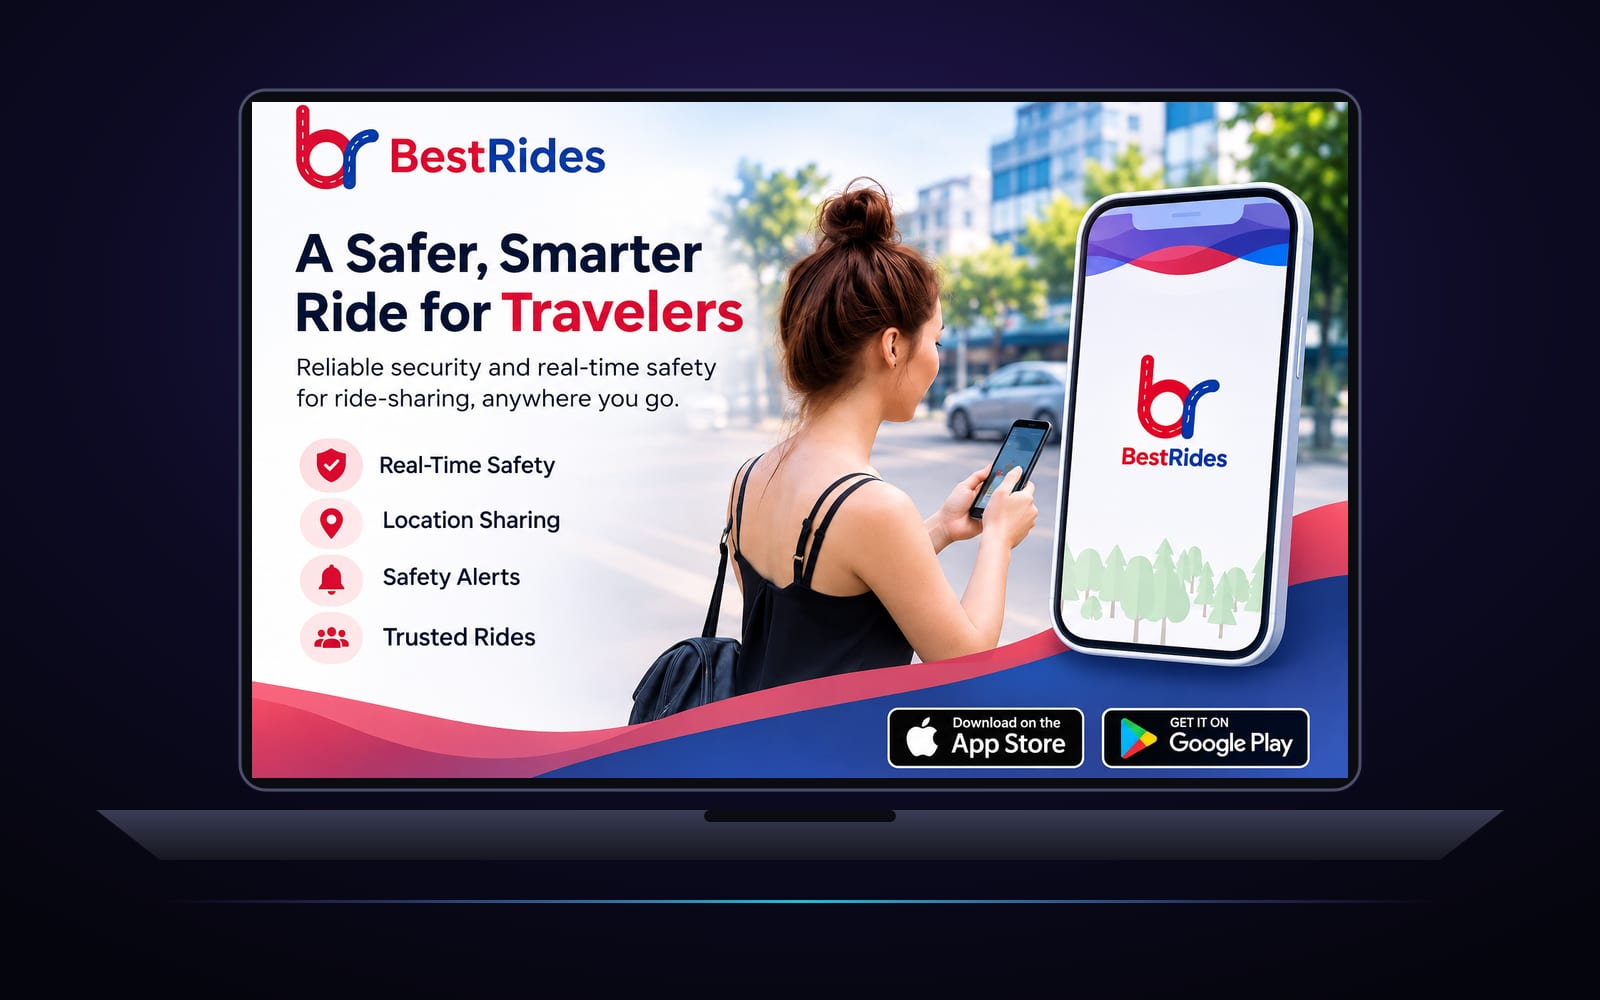 br BestRides
A Safer, Smarter
Ride for Travelers
Reliable security and real-time safety
for ride-sharing, anywhere you go.
Real-Time Safety
Location Sharing
Safety Alerts
Trusted Rides
br
BestRides
Download on the
App Store
GET IT ON
Google Play